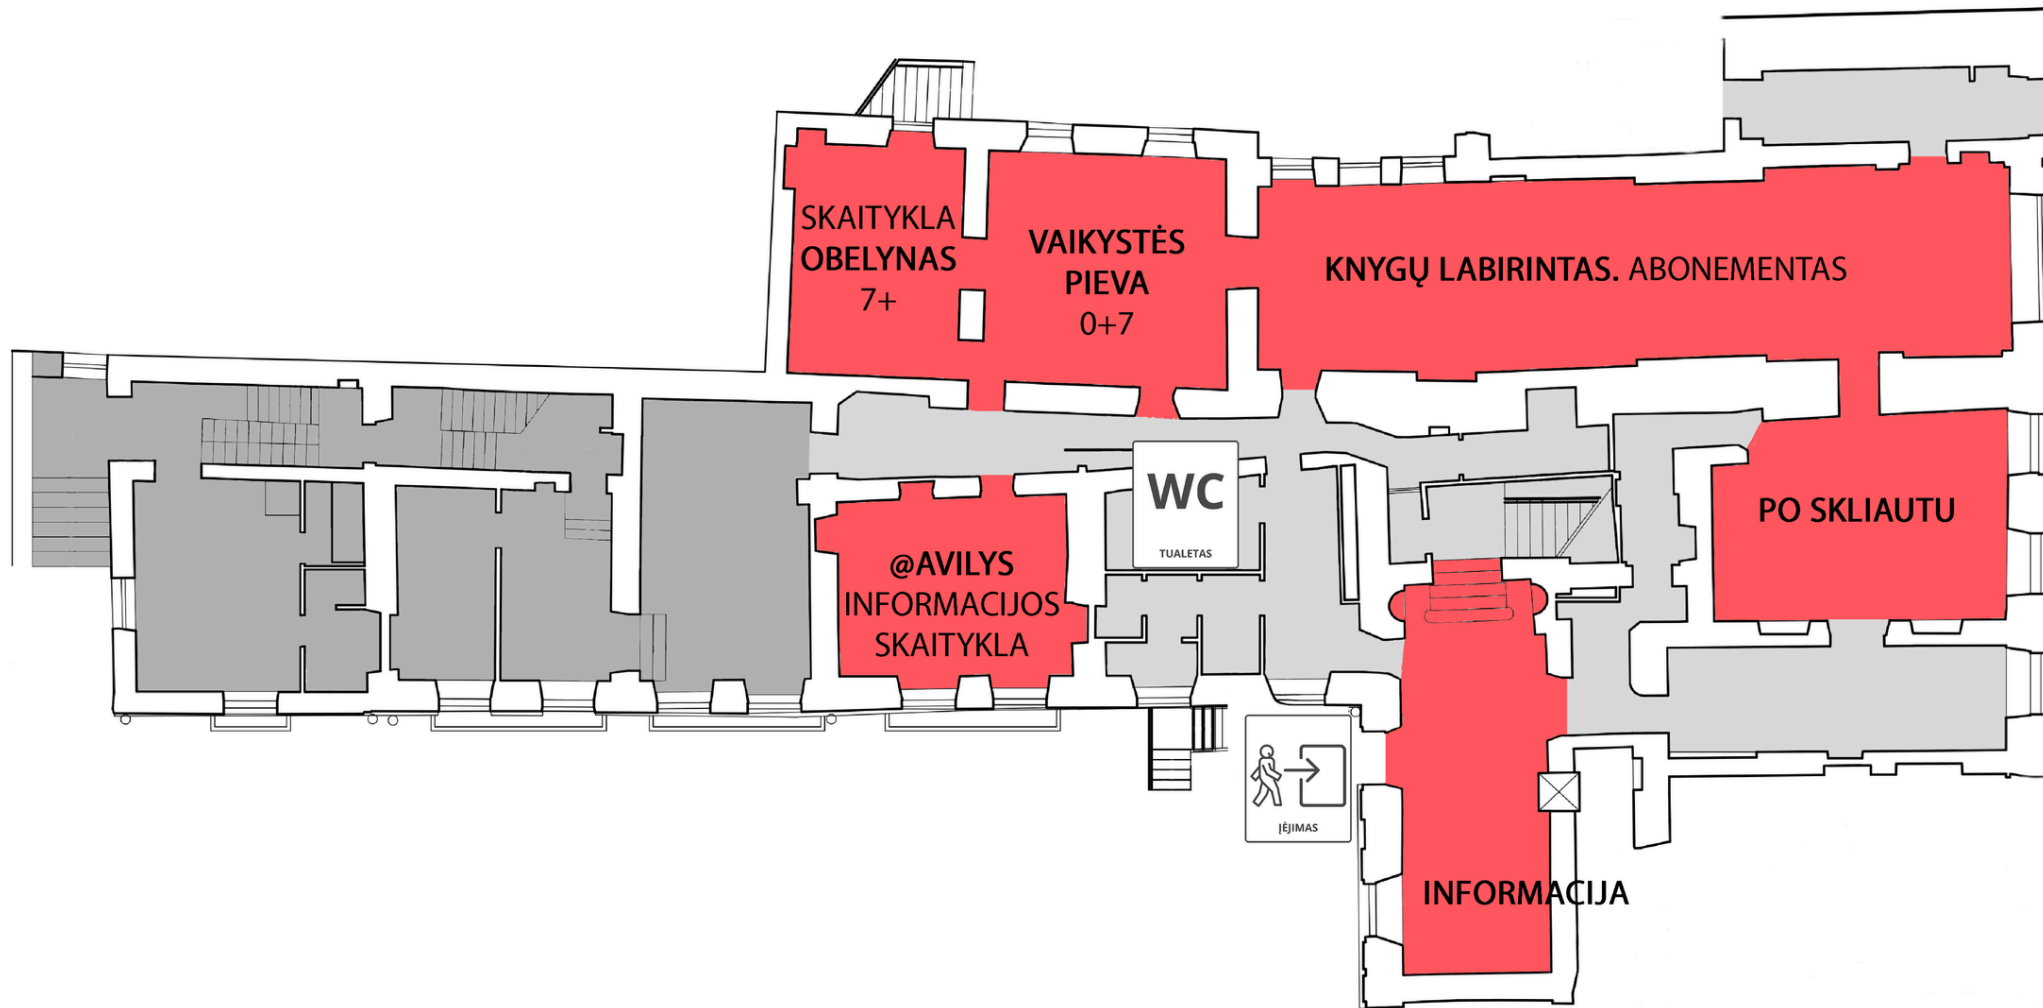 SKAITYKLA
OBELYNAS
7+
VAIKYSTĖS
PIEVA
0+7
KNYGŲ LABIRINTAS. ABONEMENTAS
WC
TUALETAS
PO SKLIAUTU
@AVILYS
INFORMACIJOS
SKAITYKLA
ĮĖJIMAS
INFORMACIJA